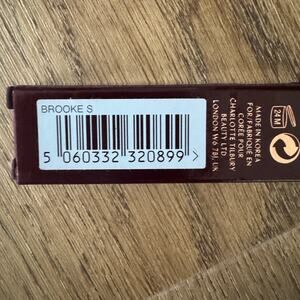 BROOKE S
5 060332 320899 >
24M
MADE IN KOREA
FOR/FABRIQUÉ EN
CORÉE POUR
CHARLOTTE TILBURY
BEAUTY LTD
LONDON W6 7BJ, UK